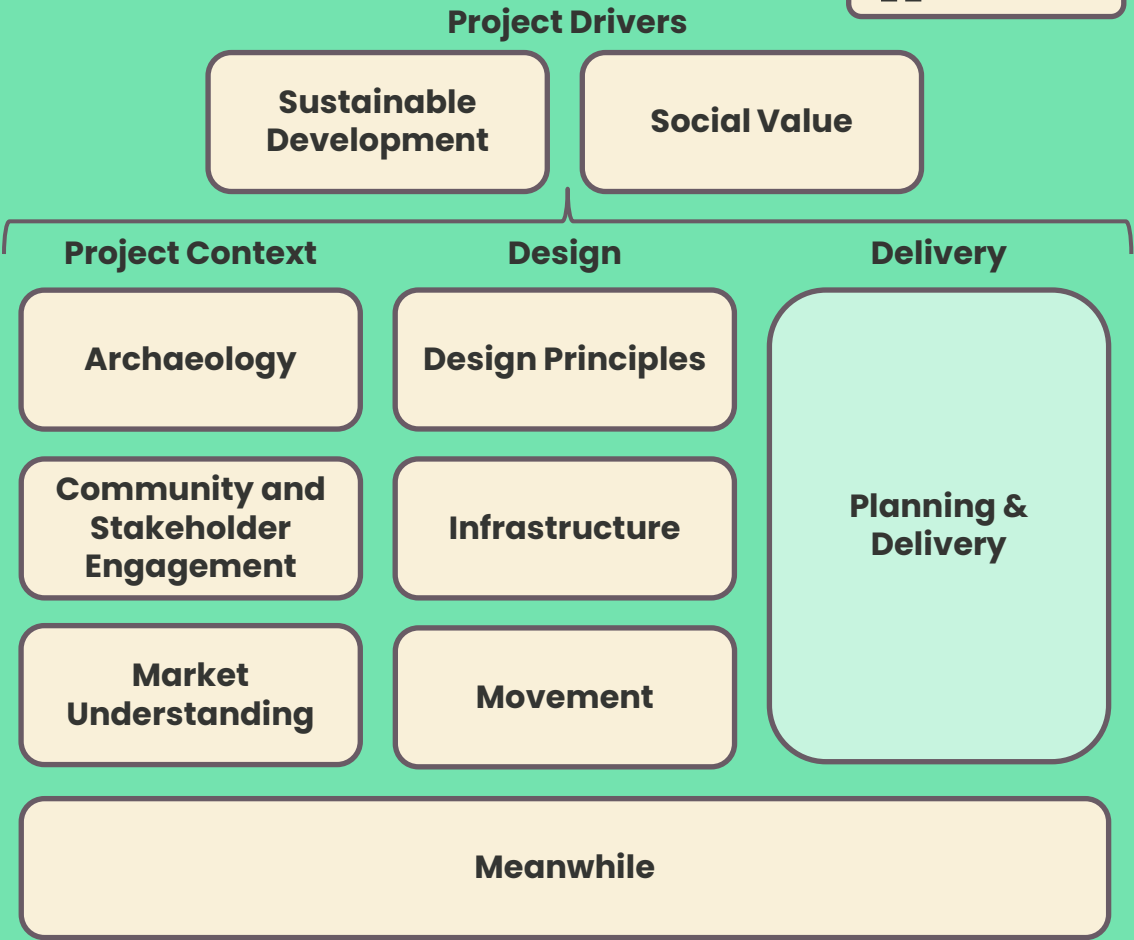 Project Drivers
Sustainable
Development
Social Value
Project Context
Design
Delivery
Archaeology
Design Principles
Community and
Stakeholder
Engagement
Infrastructure
Planning &
Delivery
Market
Understanding
Movement
Meanwhile